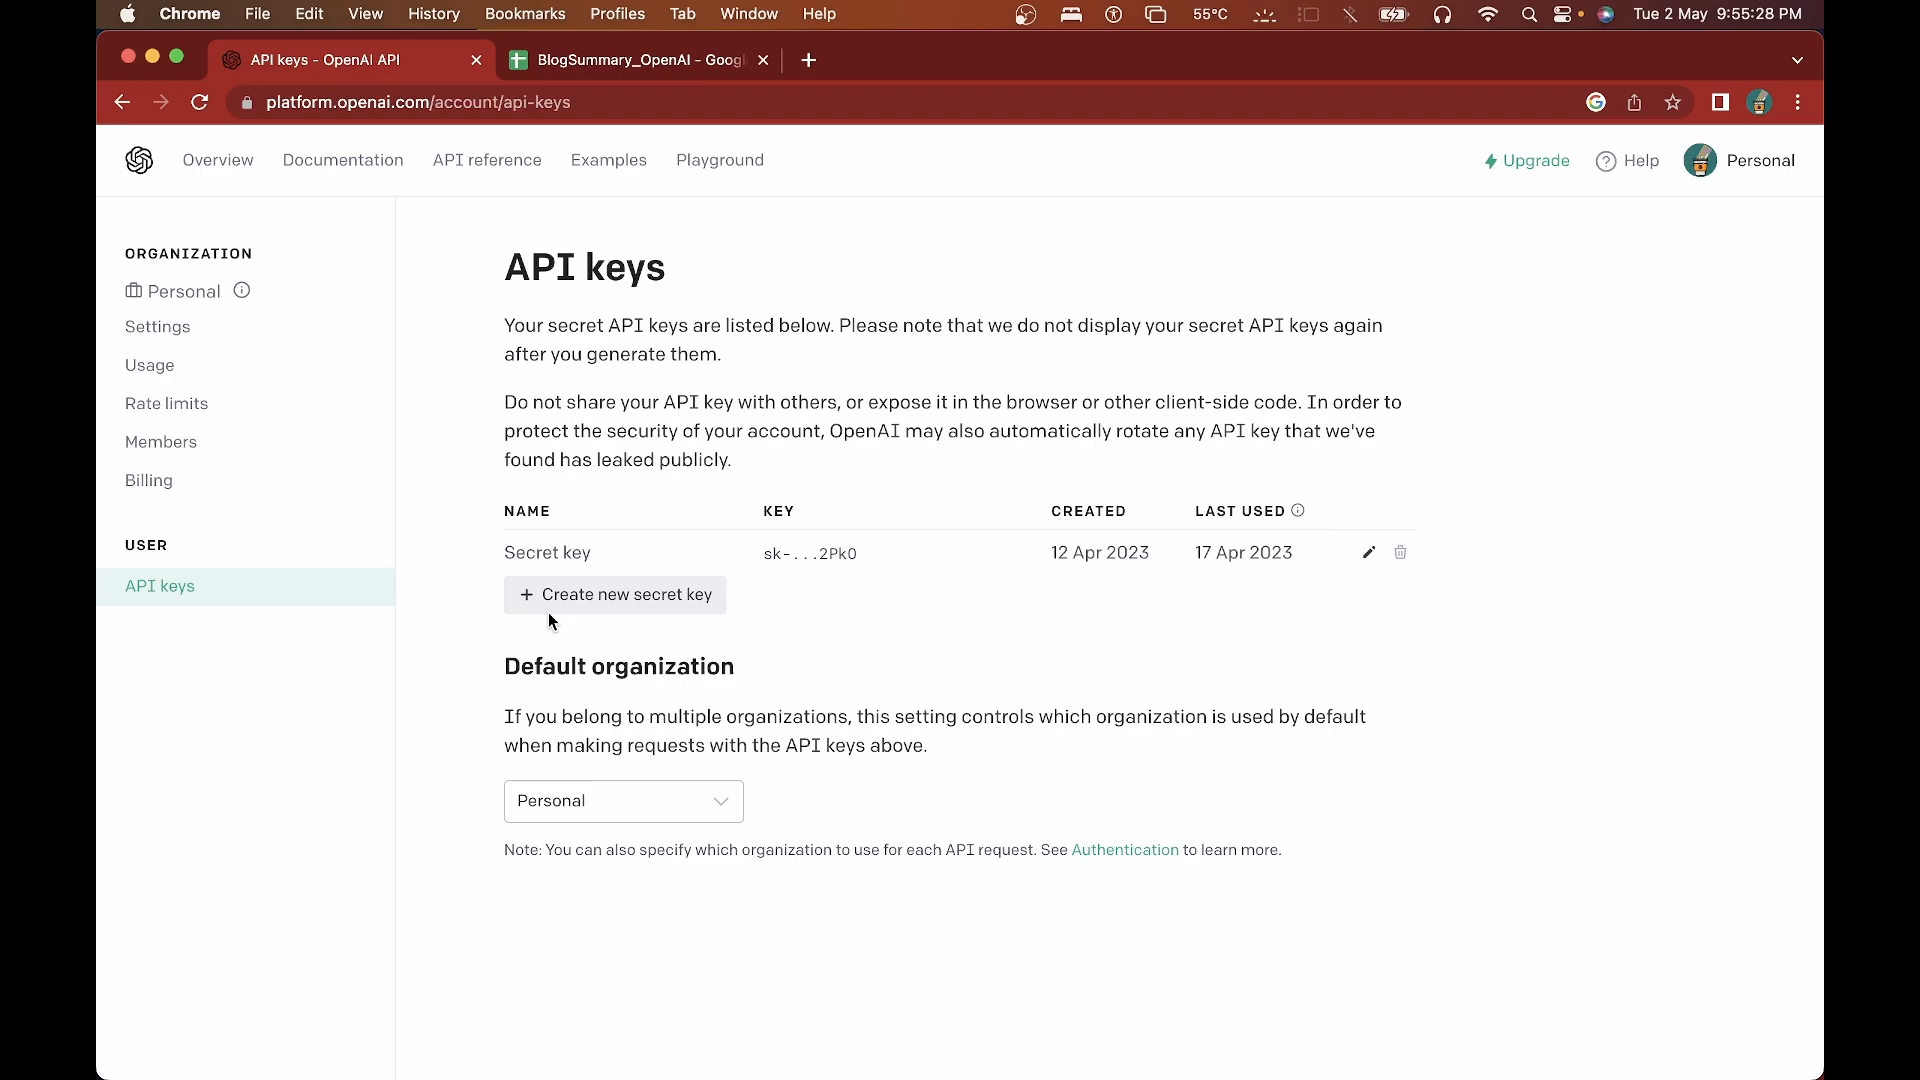 Chrome File Edit View History Bookmarks Profiles Tab Window Help 55°C Tue 2 May 9:55:28 PM
API keys - OpenAI API BlogSummary_OpenAI - Googl
platform.openai.com/account/api-keys
Overview Documentation API reference Examples Playground Upgrade Help Personal
ORGANIZATION
Personal
Settings
Usage
Rate limits
Members
Billing
USER
API keys
API keys
Your secret API keys are listed below. Please note that we do not display your secret API keys again
after you generate them.
Do not share your API key with others, or expose it in the browser or other client-side code. In order to
protect the security of your account, OpenAI may also automatically rotate any API key that we've
found has leaked publicly.
NAME KEY CREATED LAST USED
Secret key sk-...2Pk0 12 Apr 2023 17 Apr 2023
+ Create new secret key
Default organization
If you belong to multiple organizations, this setting controls which organization is used by default
when making requests with the API keys above.
Personal
Note: You can also specify which organization to use for each API request. See Authentication to learn more.